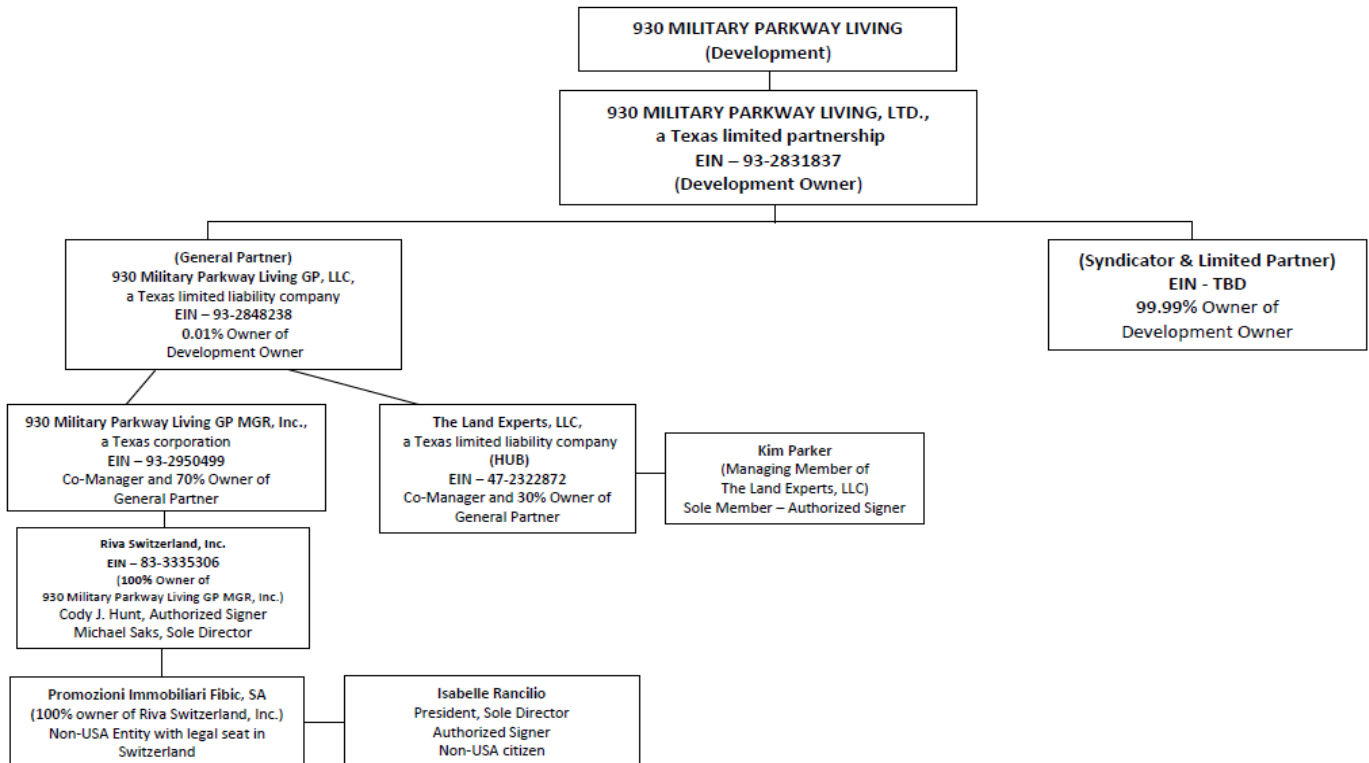 930 MILITARY PARKWAY LIVING
(Development)
930 MILITARY PARKWAY LIVING, LTD.,
a Texas limited partnership
EIN – 93-2831837
(Development Owner)
(General Partner)
930 Military Parkway Living GP, LLC,
a Texas limited liability company
EIN – 93-2848238
0.01% Owner of
Development Owner
(Syndicator & Limited Partner)
EIN - TBD
99.99% Owner of
Development Owner
930 Military Parkway Living GP MGR, Inc.,
a Texas corporation
EIN – 93-2950499
Co-Manager and 70% Owner of
General Partner
The Land Experts, LLC,
a Texas limited liability company
(HUB)
EIN – 47-2322872
Co-Manager and 30% Owner of
General Partner
Kim Parker
(Managing Member of
The Land Experts, LLC)
Sole Member – Authorized Signer
Riva Switzerland, Inc.
EIN – 83-3335306
(100% Owner of
930 Military Parkway Living GP MGR, Inc.)
Cody J. Hunt, Authorized Signer
Michael Saks, Sole Director
Promozioni Immobiliari Fibic, SA
(100% owner of Riva Switzerland, Inc.)
Non-USA Entity with legal seat in
Switzerland
Isabelle Rancilio
President, Sole Director
Authorized Signer
Non-USA citizen